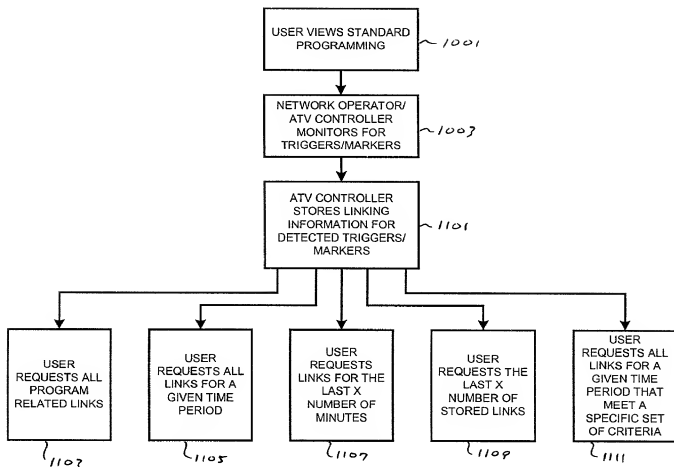 USER VIEWS STANDARD
PROGRAMMING
1001
NETWORK OPERATOR/
ATV CONTROLLER
MONITORS FOR
TRIGGERS/MARKERS
1003
ATV CONTROLLER
STORES LINKING
INFORMATION FOR
DETECTED TRIGGERS/
MARKERS
1101
USER
REQUESTS ALL
PROGRAM
RELATED LINKS
1103
USER
REQUESTS ALL
LINKS FOR A
GIVEN TIME
PERIOD
1105
USER
REQUESTS
LINKS FOR THE
LAST X
NUMBER OF
MINUTES
1107
USER
REQUESTS THE
LAST X
NUMBER OF
STORED LINKS
1109
USER
REQUESTS ALL
LINKS FOR A
GIVEN TIME
PERIOD THAT
MEET A
SPECIFIC SET
OF CRITERIA
1111